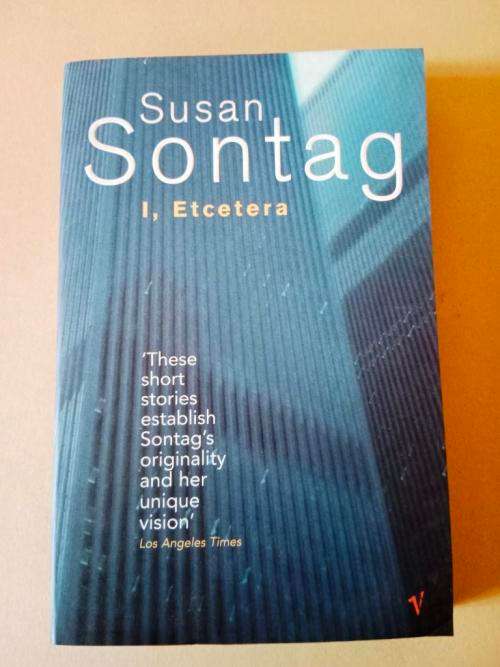 Susan
Sontag
I, Etcetera
‘These
short
stories
establish
Sontag’s
originality
and her
unique
vision’
Los Angeles Times
V